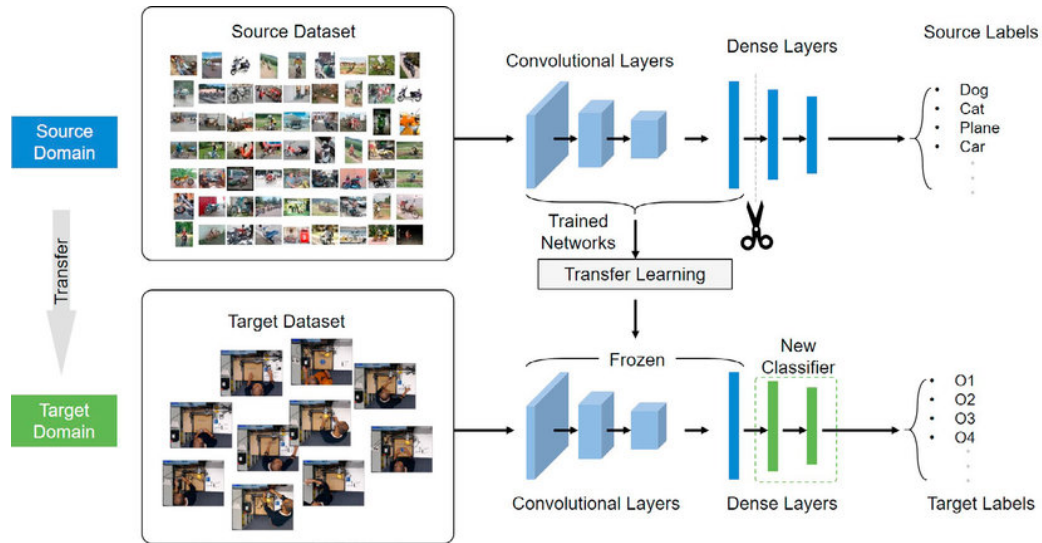 Source Dataset
Convolutional Layers
Dense Layers
Source Labels
• Dog
• Cat
• Plane
• Car
Source
Domain
Trained
Networks
Transfer Learning
Transfer
Target Dataset
Frozen
New
Classifier
Target
Domain
• O1
• O2
• O3
• O4
Convolutional Layers
Dense Layers
Target Labels